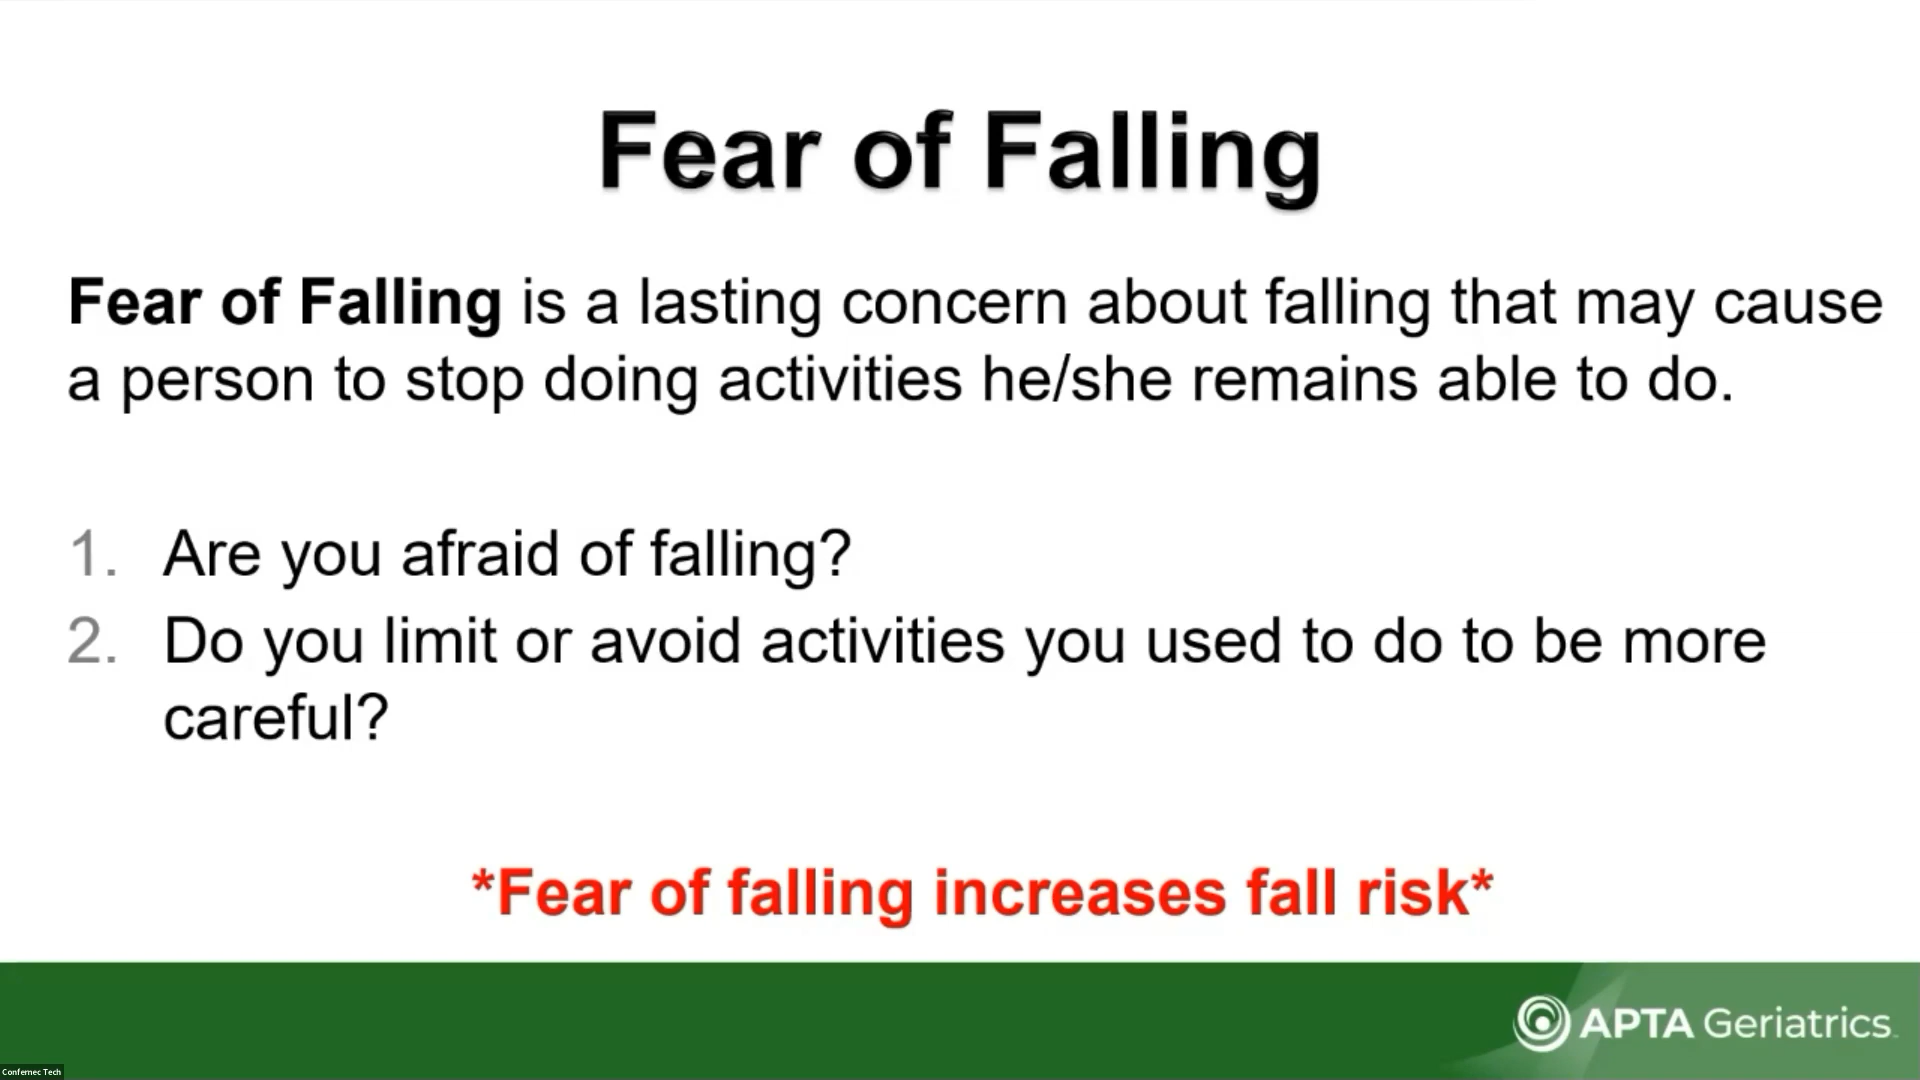 Fear of Falling
Fear of Falling is a lasting concern about falling that may cause
a person to stop doing activities he/she remains able to do.
1. Are you afraid of falling?
2. Do you limit or avoid activities you used to do to be more
careful?
*Fear of falling increases fall risk*
APTA Geriatrics
Confernec Tech